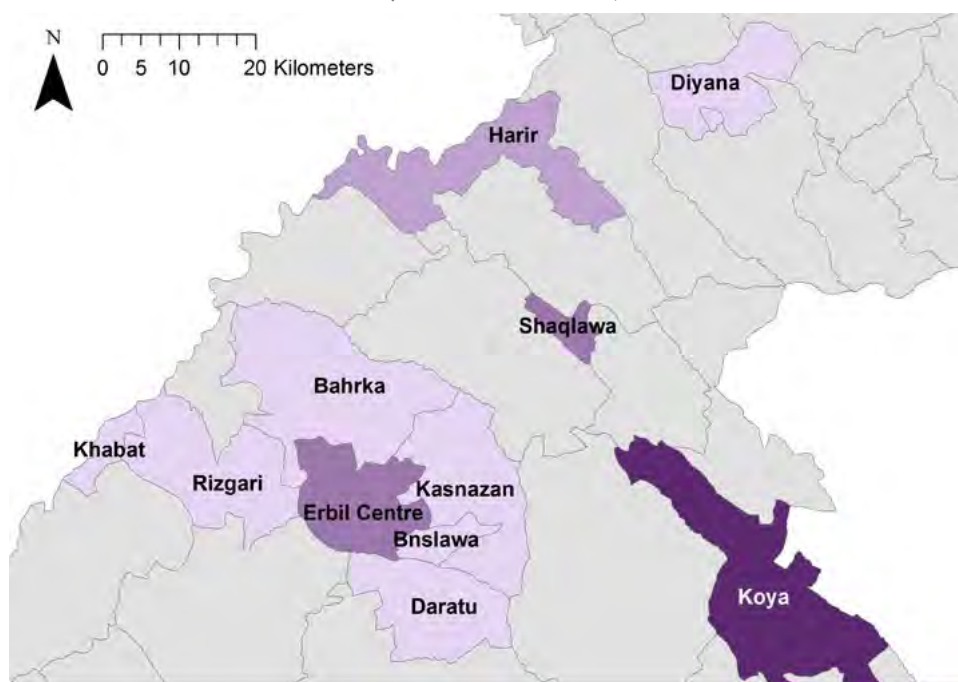 N
0 5 10 20 Kilometers
Diyana
Harir
Shaqlawa
Bahrka
Khabat
Rizgari
Kasnazan
Erbil Centre
Bnslawa
Koya
Daratu